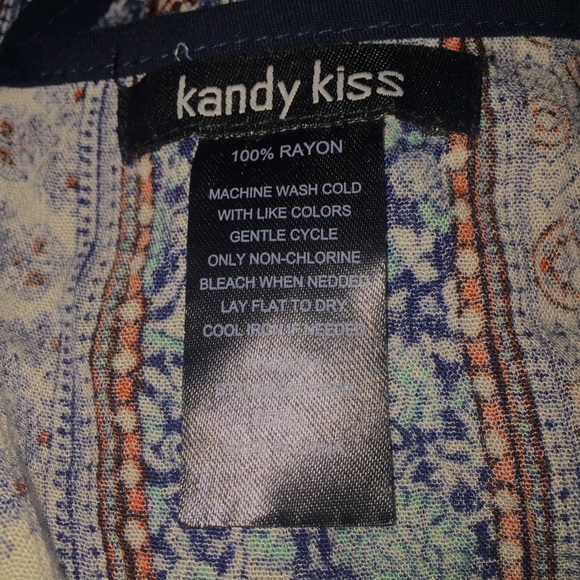 kandy kiss
100% RAYON
MACHINE WASH COLD
WITH LIKE COLORS
GENTLE CYCLE
ONLY NON-CHLORINE
BLEACH WHEN NEDDED
LAY FLAT TO DRY
COOL IRON IF NEEDED